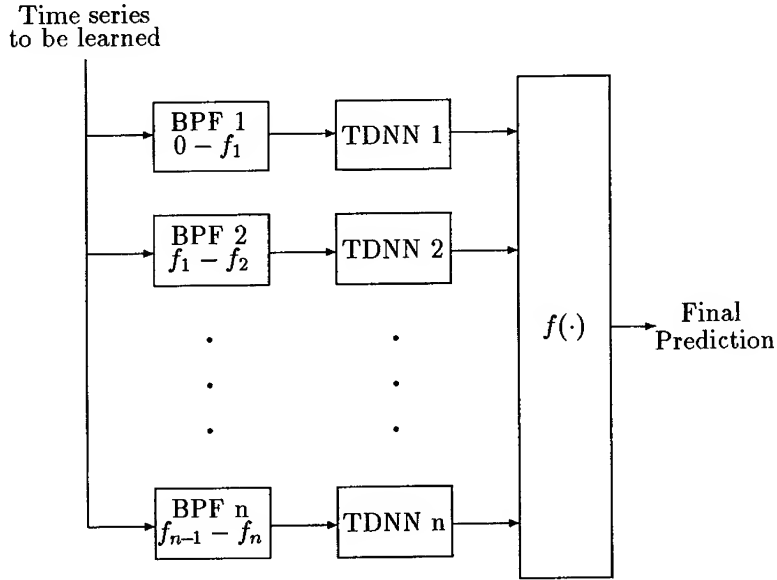 Time series
to be learned
BPF 1
0 – f₁
TDNN 1
BPF 2
f₁ – f₂
TDNN 2
f(·)
Final
Prediction
BPF n
fₙ₋₁ – fₙ
TDNN n